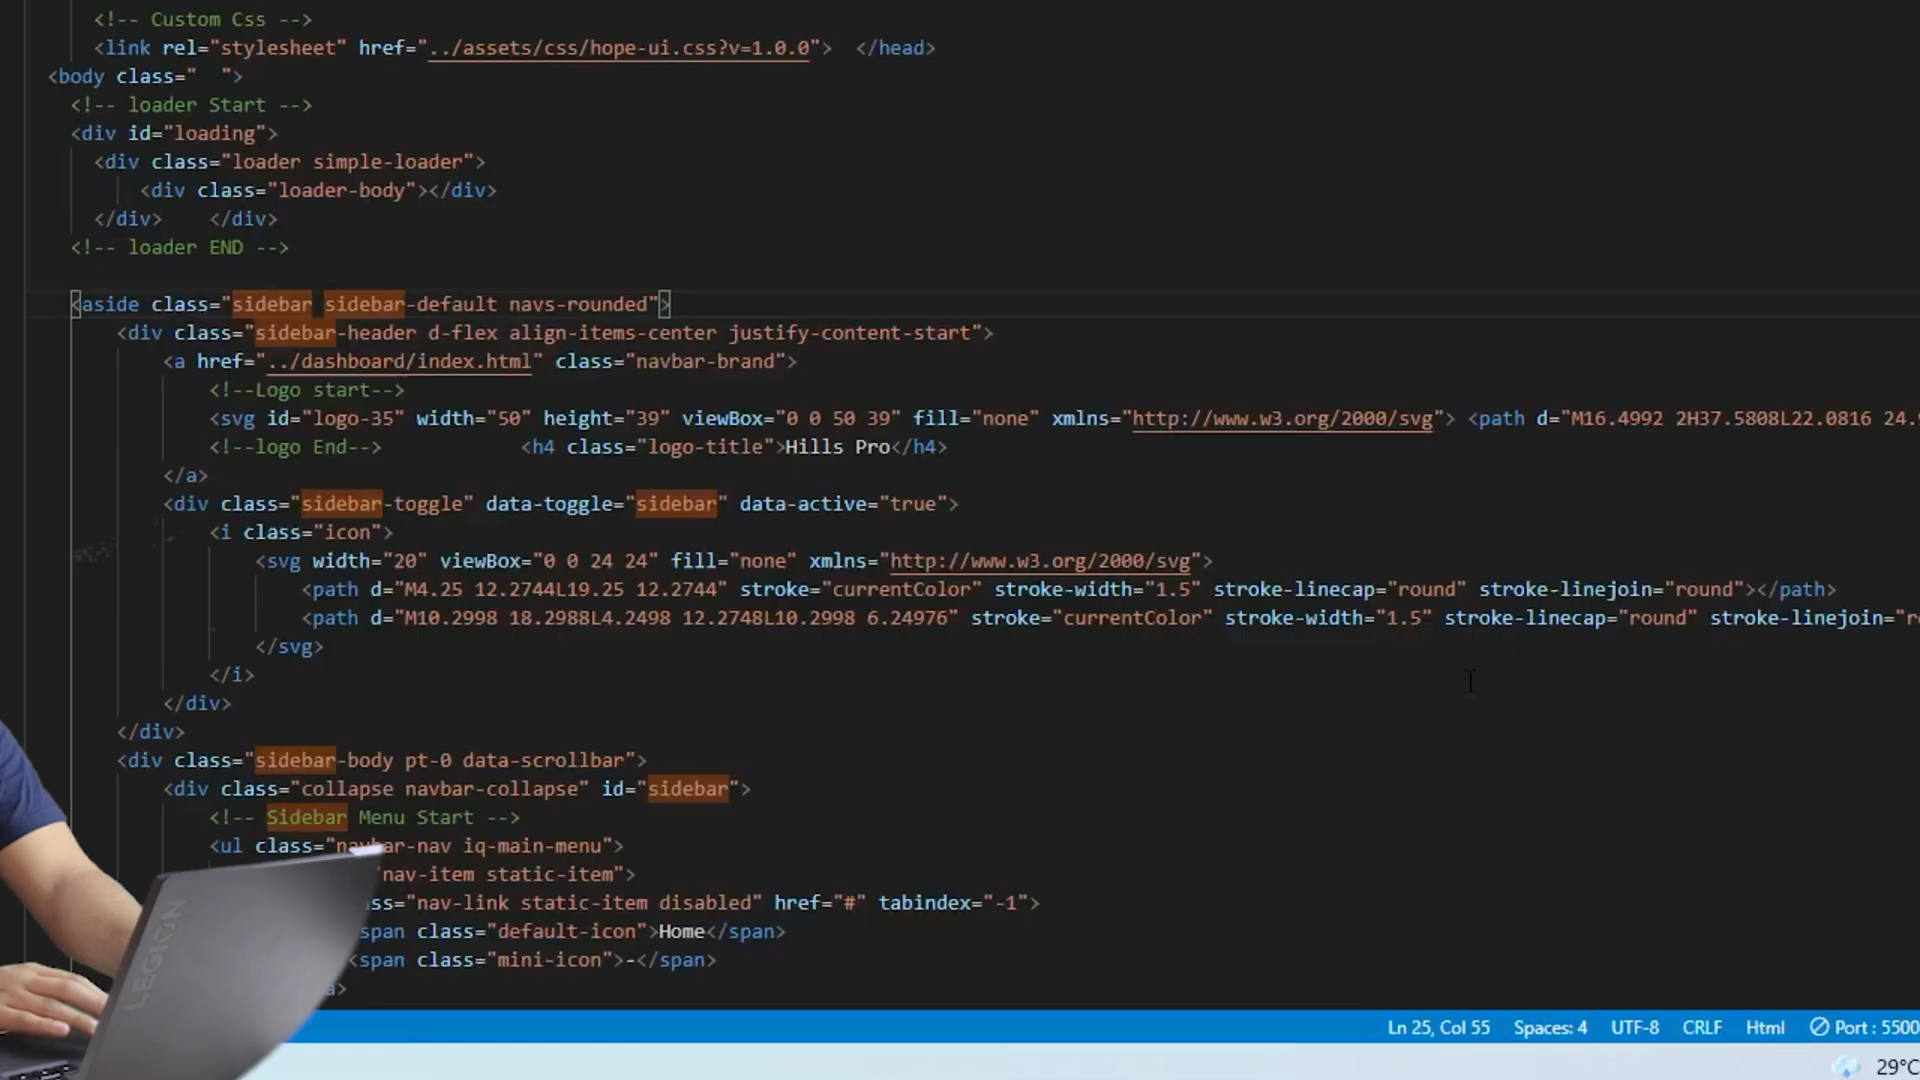 <!-- Custom Css -->
<link rel="stylesheet" href="../assets/css/hope-ui.css?v=1.0.0">  </head>
<body class="  ">
<!-- loader Start -->
<div id="loading">
<div class="loader simple-loader">
<div class="loader-body"></div>
</div>    </div>
<!-- loader END -->
<aside class="sidebar sidebar-default navs-rounded">
<div class="sidebar-header d-flex align-items-center justify-content-start">
<a href="../dashboard/index.html" class="navbar-brand">
<!--Logo start-->
<svg id="logo-35" width="50" height="39" viewBox="0 0 50 39" fill="none" xmlns="http://www.w3.org/2000/svg"> <path d="M16.4992 2H37.5808L22.0816 24.
<!--logo End-->            <h4 class="logo-title">Hills Pro</h4>
</a>
<div class="sidebar-toggle" data-toggle="sidebar" data-active="true">
<i class="icon">
<svg width="20" viewBox="0 0 24 24" fill="none" xmlns="http://www.w3.org/2000/svg">
<path d="M4.25 12.2744L19.25 12.2744" stroke="currentColor" stroke-width="1.5" stroke-linecap="round" stroke-linejoin="round"></path>
<path d="M10.2998 18.2988L4.2498 12.2748L10.2998 6.24976" stroke="currentColor" stroke-width="1.5" stroke-linecap="round" stroke-linejoin="r
</svg>
</i>
</div>
</div>
<div class="sidebar-body pt-0 data-scrollbar">
<div class="collapse navbar-collapse" id="sidebar">
<!-- Sidebar Menu Start -->
<ul class="navbar-nav iq-main-menu">
"nav-item static-item">
ss="nav-link static-item disabled" href="#" tabindex="-1">
span class="default-icon">Home</span>
<span class="mini-icon">-</span>
a>
LEGION
Ln 25, Col 55 Spaces: 4 UTF-8 CRLF Html Port : 5500
29°C